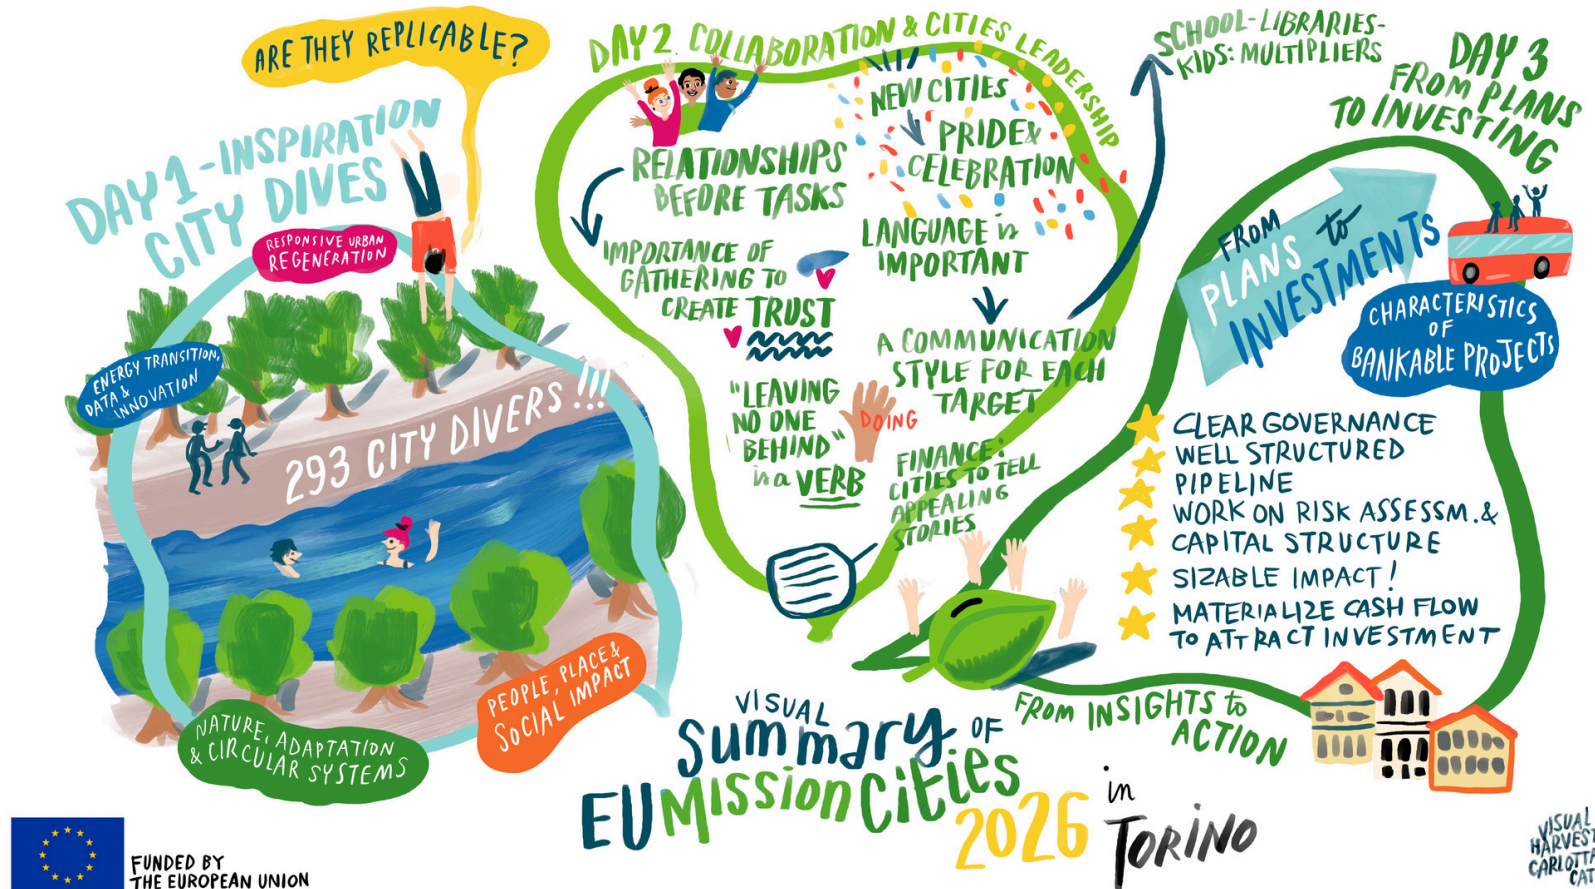 ARE THEY REPLICABLE?
DAY 1 - INSPIRATION
CITY DIVES
RESPONSIVE URBAN
REGENERATION
ENERGY TRANSITION,
DATA &
INNOVATION
293 CITY DIVERS !!!
NATURE, ADAPTATION
& CIRCULAR SYSTEMS
PEOPLE, PLACE &
SOCIAL IMPACT
DAY 2 COLLABORATION & CITIES LEADERSHIP
RELATIONSHIPS
BEFORE TASKS
IMPORTANCE OF
GATHERING TO
CREATE TRUST
"LEAVING
NO ONE
BEHIND"
is a VERB
DOING
NEW CITIES
PRIDE &
CELEBRATION
LANGUAGE is
IMPORTANT
A COMMUNICATION
STYLE FOR EACH
TARGET
FINANCE:
CITIES TO TELL
APPEALING
STORIES
SCHOOL-LIBRARIES-
KIDS: MULTIPLIERS
DAY 3
FROM PLANS
TO INVESTING
FROM
PLANS to
INVESTMENTS
CHARACTERISTICS
OF
BANKABLE PROJECTS
CLEAR GOVERNANCE
WELL STRUCTURED
PIPELINE
WORK ON RISK ASSESSM. &
CAPITAL STRUCTURE
SIZABLE IMPACT!
MATERIALIZE CASH FLOW
TO ATTRACT INVESTMENT
FROM INSIGHTS to
ACTION
VISUAL
Summary OF
EU Mission Cities
2026 in
TORINO
FUNDED BY
THE EUROPEAN UNION
VISUAL
HARVEST
CARLOTTA
CAT